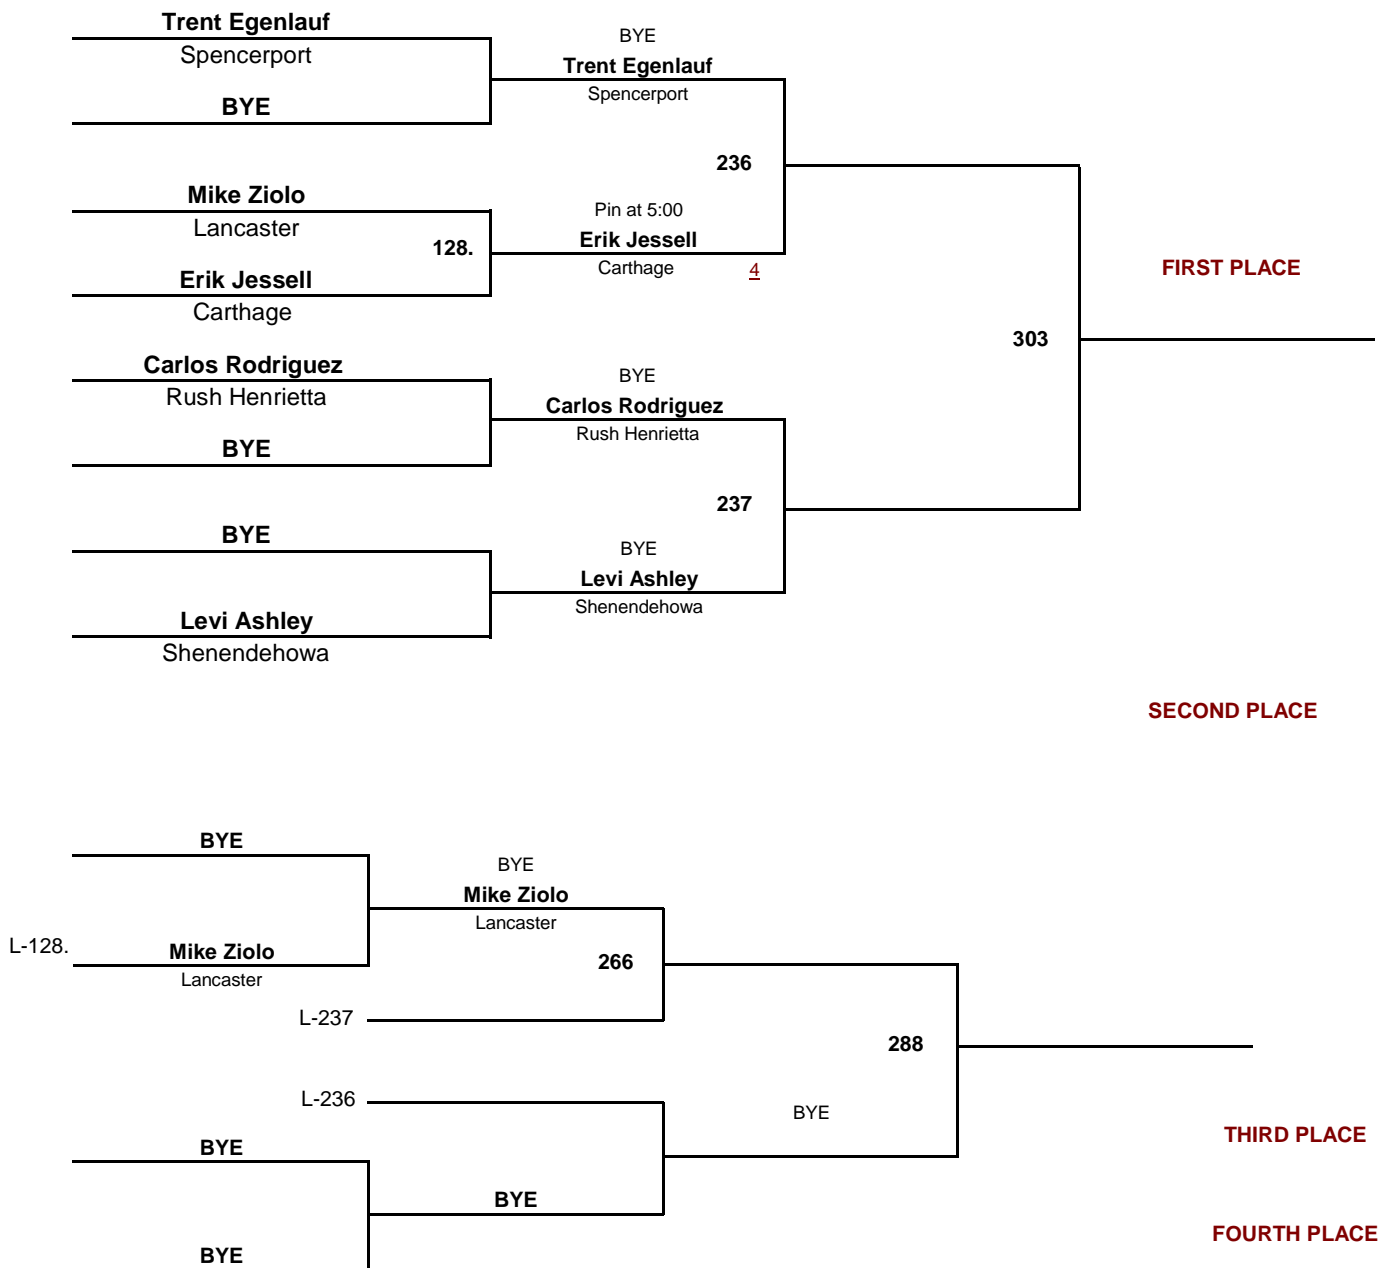 Trent Egenlauf
Spencerport
BYE
BYE
Trent Egenlauf
Spencerport
236
Mike Ziolo
Lancaster
128.
Erik Jessell
Carthage
Pin at 5:00
Erik Jessell
Carthage
4
FIRST PLACE
303
Carlos Rodriguez
Rush Henrietta
BYE
BYE
Carlos Rodriguez
Rush Henrietta
237
BYE
Levi Ashley
Shenendehowa
BYE
Levi Ashley
Shenendehowa
SECOND PLACE
BYE
L-128.
Mike Ziolo
Lancaster
BYE
Mike Ziolo
Lancaster
266
L-237
288
L-236
BYE
BYE
BYE
BYE
THIRD PLACE
FOURTH PLACE